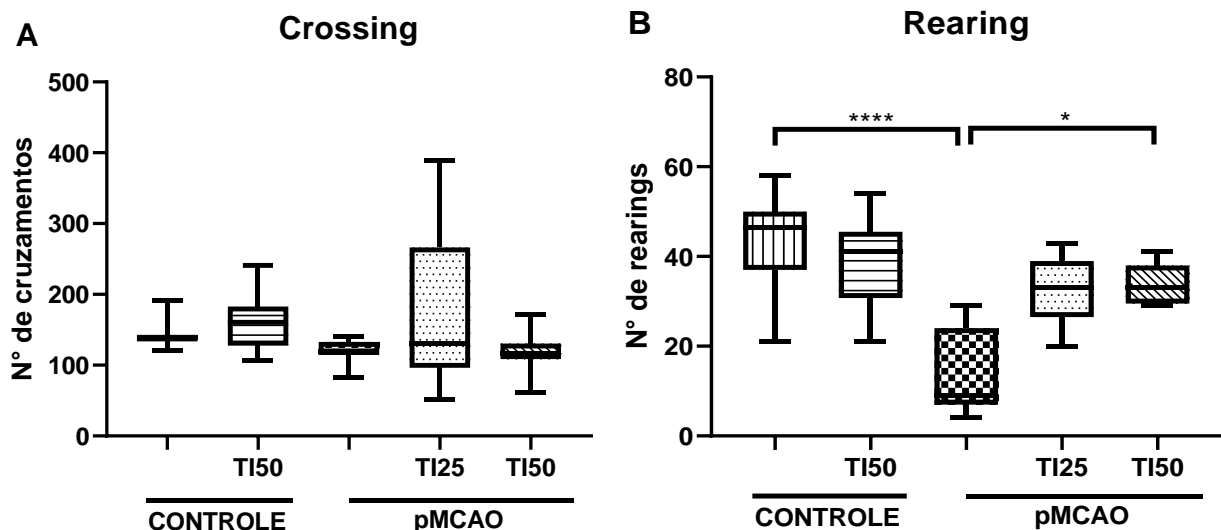 A
Crossing
N° de cruzamentos
500
400
300
200
100
0
TI50
TI25
TI50
CONTROLE
pMCAO
B
Rearing
N° de rearings
80
60
40
20
0
****
*
TI50
TI25
TI50
CONTROLE
pMCAO